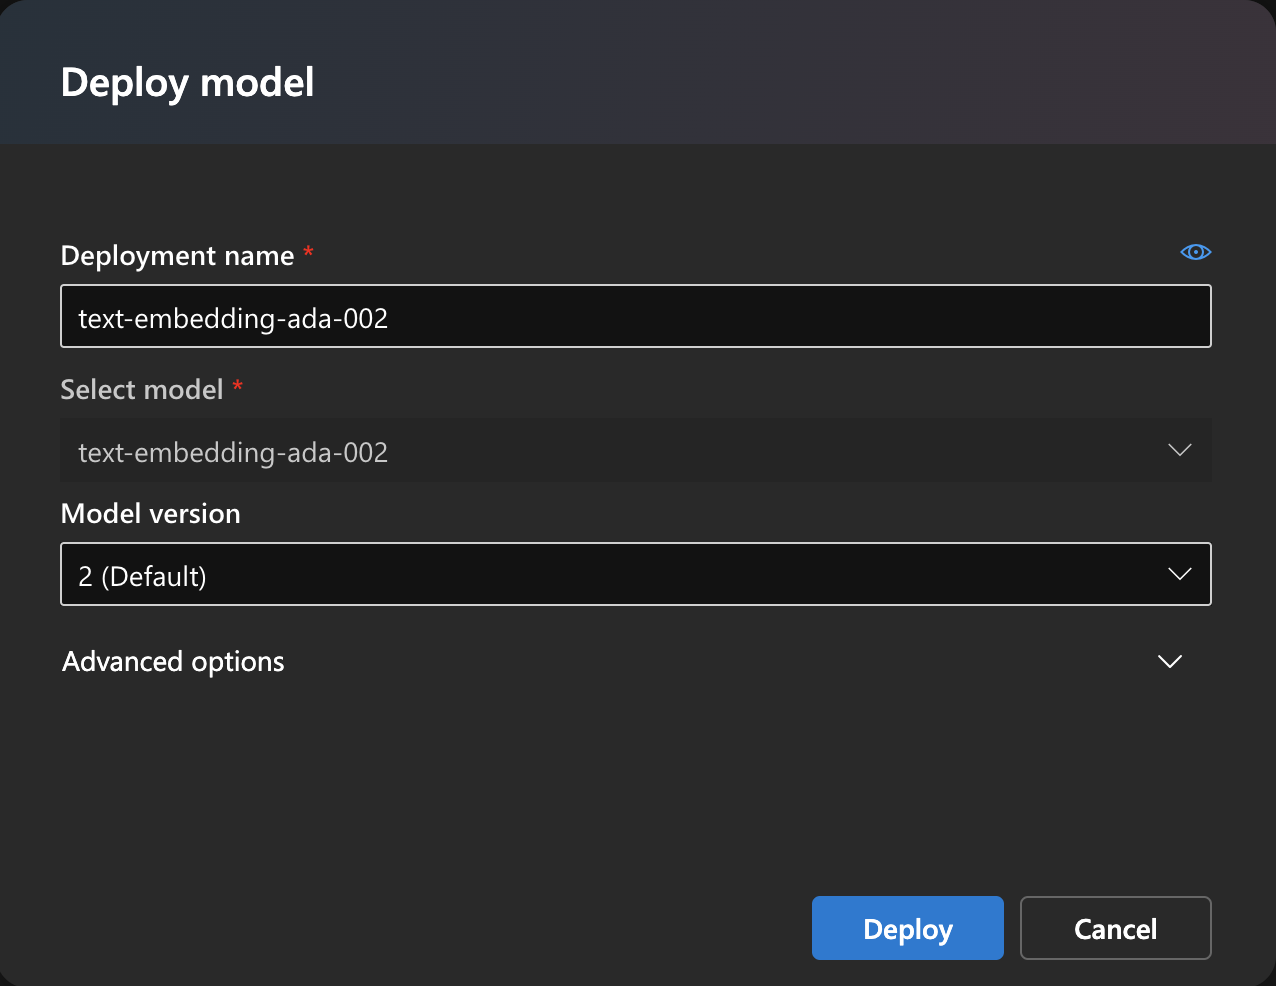 Deploy model
Deployment name *
text-embedding-ada-002
Select model *
text-embedding-ada-002
Model version
2 (Default)
Advanced options
Deploy
Cancel